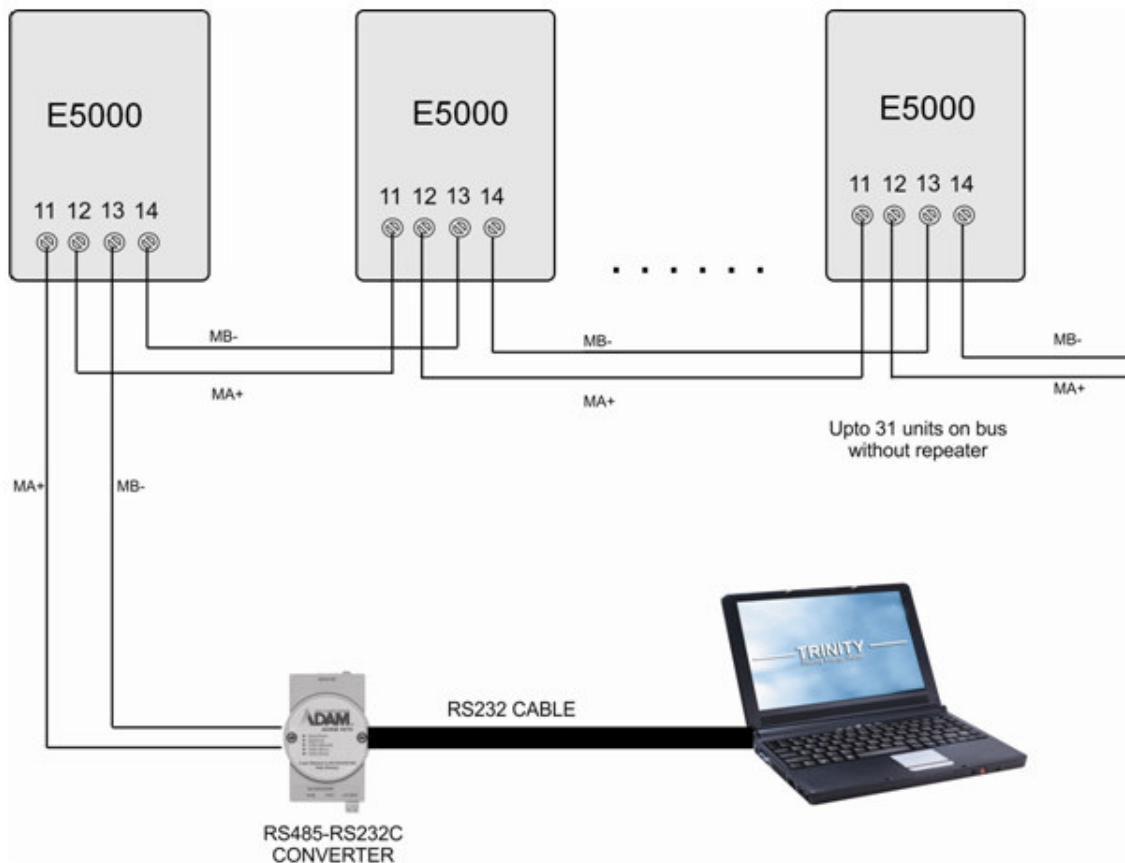 E5000
11 12 13 14
E5000
11 12 13 14
E5000
11 12 13 14
MB-
MA+
MB-
MA+
MB-
MA+
Upto 31 units on bus
without repeater
MA+
MB-
TRINITY
ADAM
RS232 CABLE
RS485-RS232C
CONVERTER